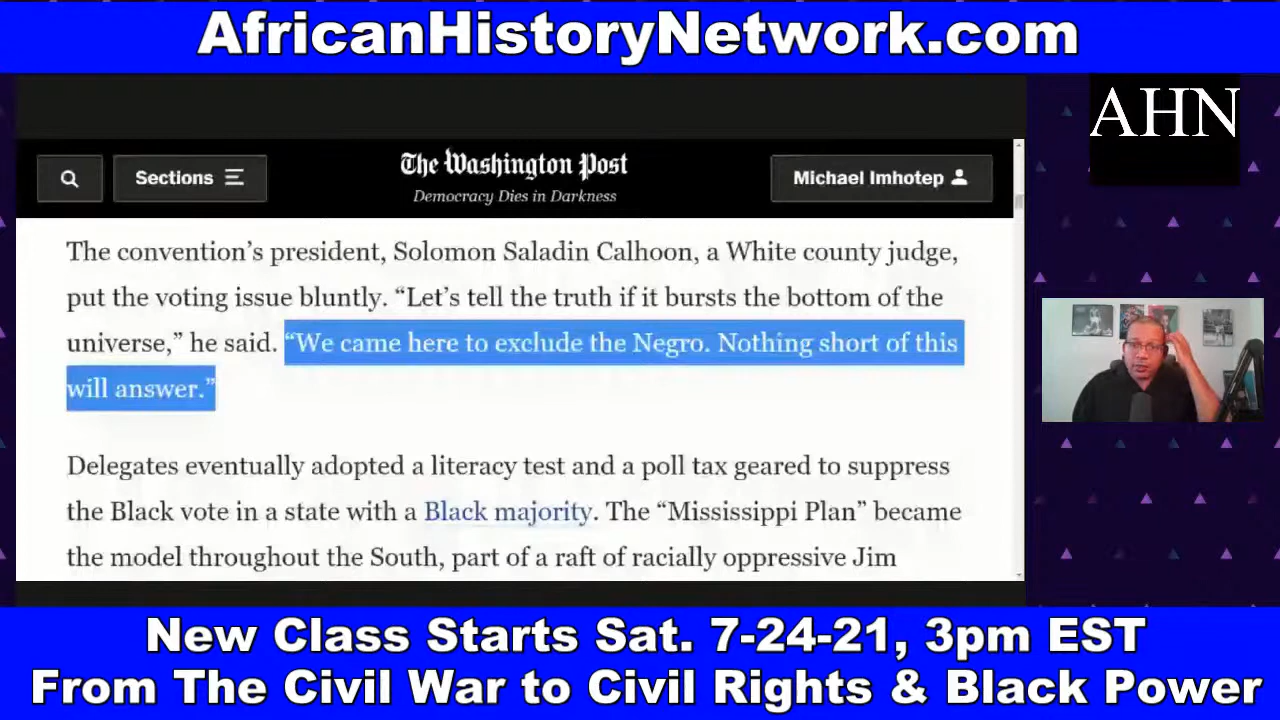 AfricanHistoryNetwork.com
AHN
Sections
The Washington Post
Democracy Dies in Darkness
Michael Imhotep
The convention’s president, Solomon Saladin Calhoon, a White county judge,
put the voting issue bluntly. “Let’s tell the truth if it bursts the bottom of the
universe,” he said. “We came here to exclude the Negro. Nothing short of this
will answer.”
Delegates eventually adopted a literacy test and a poll tax geared to suppress
the Black vote in a state with a Black majority. The “Mississippi Plan” became
the model throughout the South, part of a raft of racially oppressive Jim
New Class Starts Sat. 7-24-21, 3pm EST
From The Civil War to Civil Rights & Black Power